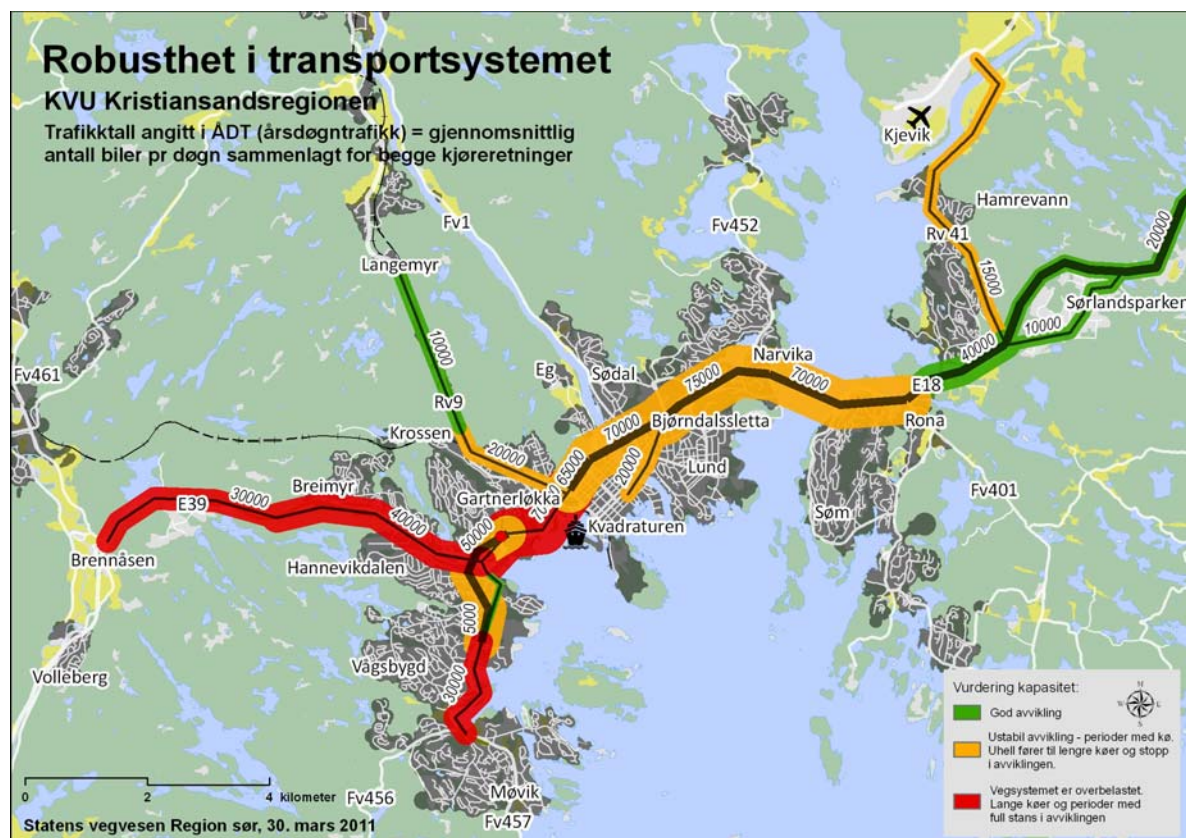 Robusthet i transportsystemet
KVU Kristiansandsregionen
Trafikktall angitt i ÅDT (årsdøgntrafikk) = gjennomsnittlig
antall biler pr døgn sammenlagt for begge kjøreretninger
Kjevik
Hamrevann
Fv1
Fv452
Rv 41
20000
Langemyr
15000
Sørlandsparken
10000
10000
40000
Fv461
Eg
Sødal
Narvika
75000
70000
E18
Rv9
Krossen
70000
Bjørndalssletta
Rona
20000
65000
20000
Lund
Breimyr
Gartnerløkka
E39
30000
40000
50000
Kvadraturen
Fv401
Søm
Brennåsen
Hannevikdalen
5000
Vågsbygd
Volleberg
30000
Møvik
Fv456
Fv457
Vurdering kapasitet:
God avvikling
Ustabil avvikling - perioder med kø.
Uhell fører til lengre køer og stopp
i avviklingen.
Vegsystemet er overbelastet.
Lange køer og perioder med
full stans i avviklingen
0 2 4 kilometer
Statens vegvesen Region sør, 30. mars 2011